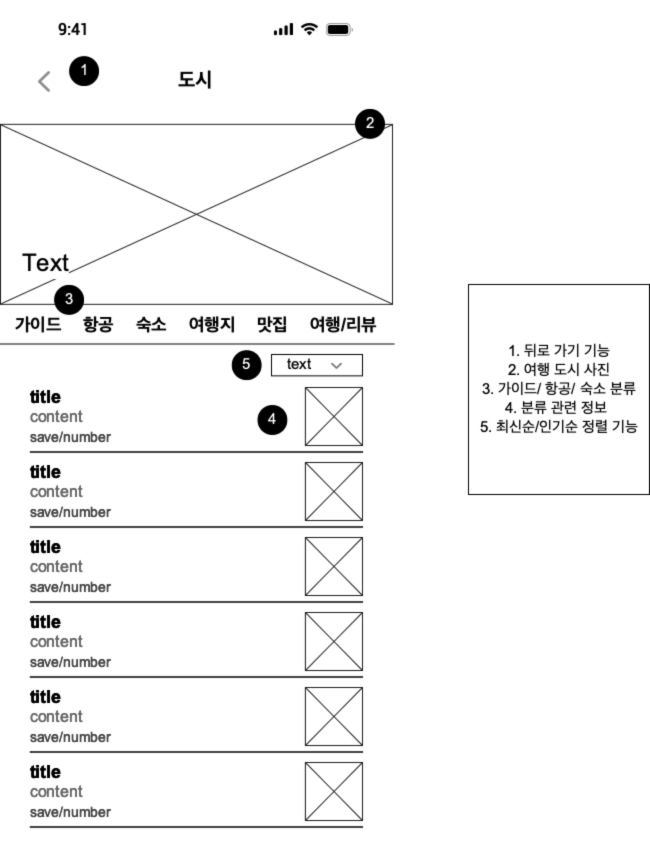 9:41
1
도시
2
Text
3
가이드 항공 숙소 여행지 맛집 여행/리뷰
5
text
title
content
save/number
4
title
content
save/number
title
content
save/number
title
content
save/number
title
content
save/number
title
content
save/number
1. 뒤로 가기 기능
2. 여행 도시 사진
3. 가이드/ 항공/ 숙소 분류
4. 분류 관련 정보
5. 최신순/인기순 정렬 기능